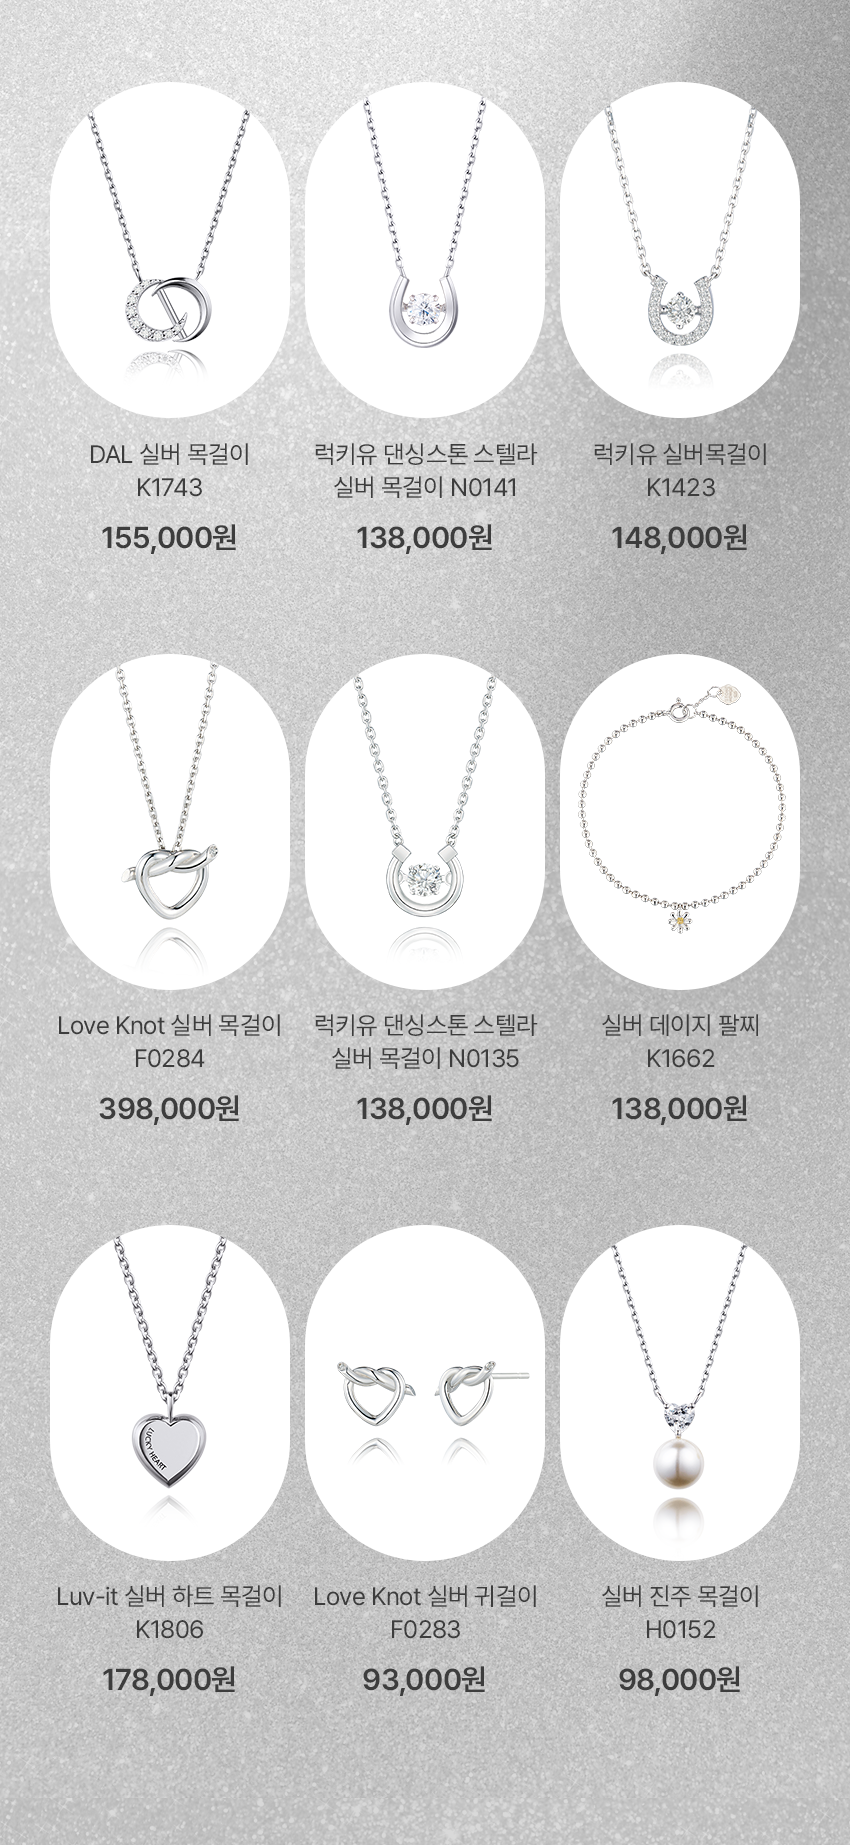 DAL 실버 목걸이
K1743
155,000원
럭키유 댄싱스톤 스텔라
실버 목걸이 N0141
138,000원
럭키유 실버목걸이
K1423
148,000원
Love Knot 실버 목걸이
F0284
398,000원
럭키유 댄싱스톤 스텔라
실버 목걸이 N0135
138,000원
실버 데이지 팔찌
K1662
138,000원
LUCKY HEART
Luv-it 실버 하트 목걸이
K1806
178,000원
Love Knot 실버 귀걸이
F0283
93,000원
실버 진주 목걸이
H0152
98,000원